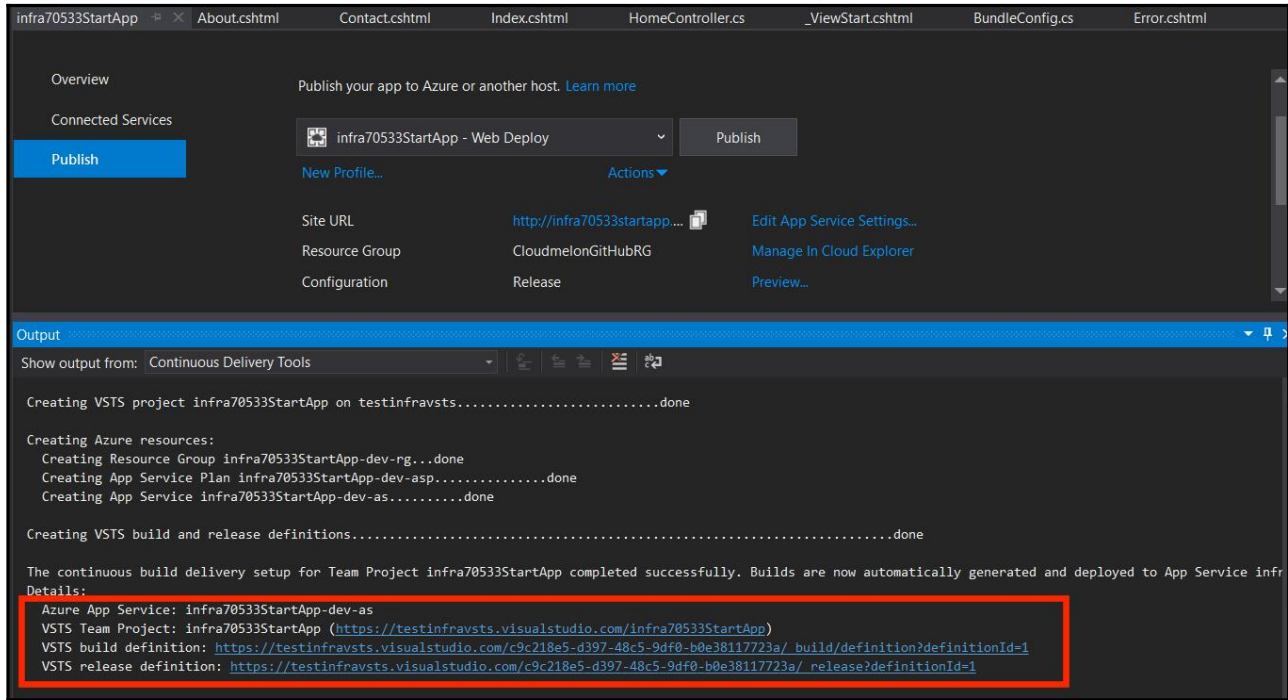 infra70533StartApp About.cshtml Contact.cshtml Index.cshtml HomeController.cs _ViewStart.cshtml BundleConfig.cs Error.cshtml
Overview
Connected Services
Publish
Publish your app to Azure or another host. Learn more
infra70533StartApp - Web Deploy Publish
New Profile... Actions
Site URL http://infra70533startapp.... Edit App Service Settings...
Resource Group CloudmelonGitHubRG Manage In Cloud Explorer
Configuration Release Preview...
Output
Show output from: Continuous Delivery Tools
Creating VSTS project infra70533StartApp on testinfravsts...........................done
Creating Azure resources:
Creating Resource Group infra70533StartApp-dev-rg...done
Creating App Service Plan infra70533StartApp-dev-asp...............done
Creating App Service infra70533StartApp-dev-as..........done
Creating VSTS build and release definitions.......................................................................done
The continuous build delivery setup for Team Project infra70533StartApp completed successfully. Builds are now automatically generated and deployed to App Service infr
Details:
Azure App Service: infra70533StartApp-dev-as
VSTS Team Project: infra70533StartApp (https://testinfravsts.visualstudio.com/infra70533StartApp)
VSTS build definition: https://testinfravsts.visualstudio.com/c9c218e5-d397-48c5-9df0-b0e38117723a/_build/definition?definitionId=1
VSTS release definition: https://testinfravsts.visualstudio.com/c9c218e5-d397-48c5-9df0-b0e38117723a/_release?definitionId=1